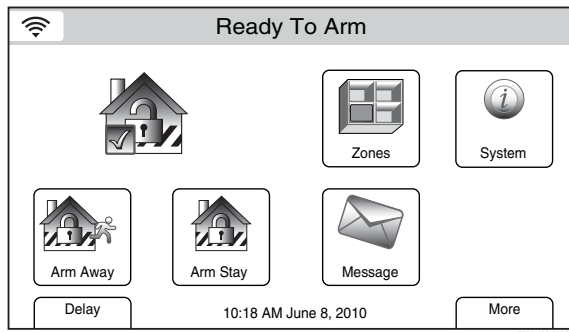 Ready To Arm
Zones
System
Arm Away
Arm Stay
Message
Delay
10:18 AM June 8, 2010
More